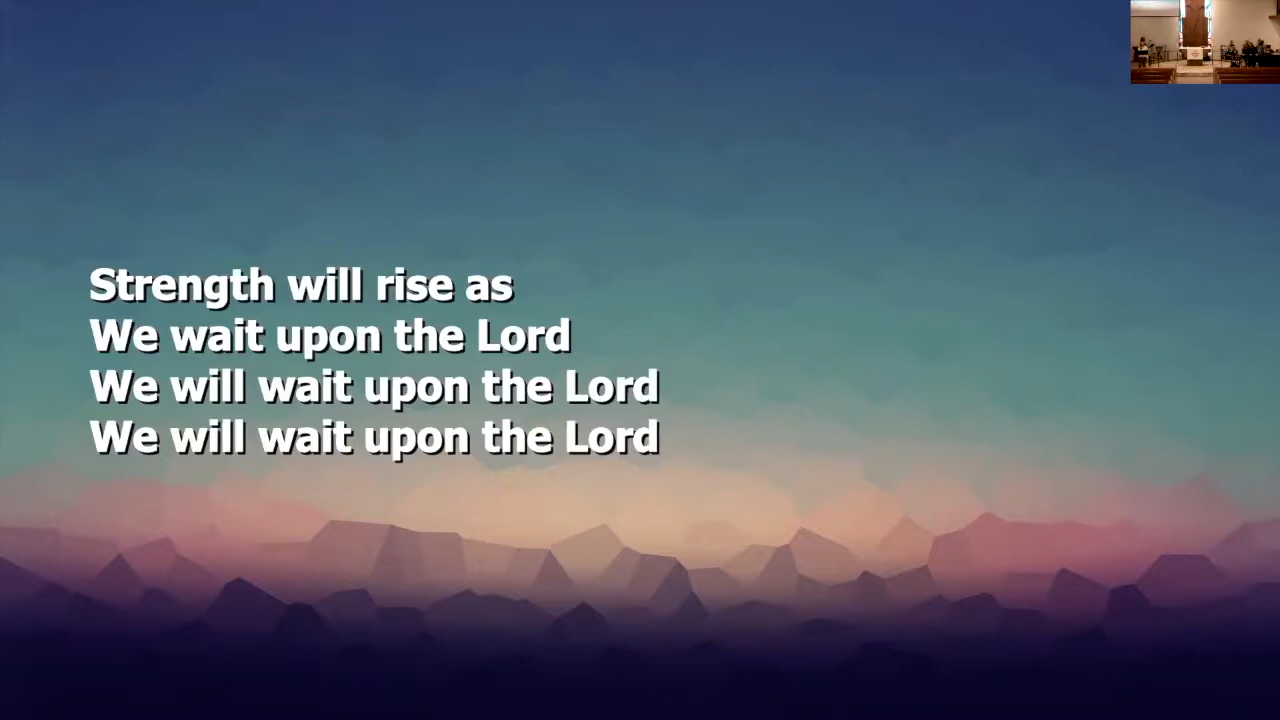 Strength will rise as
We wait upon the Lord
We will wait upon the Lord
We will wait upon the Lord